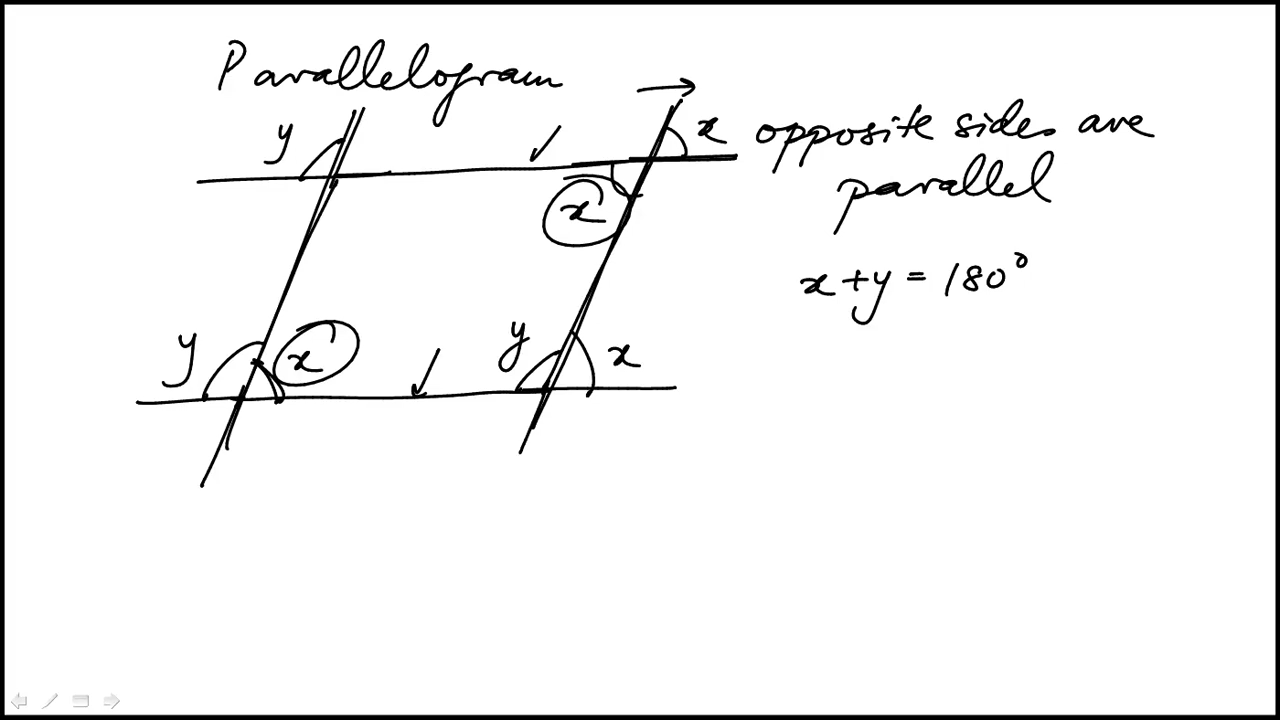 Parallelogram
y
x opposite sides are
parallel
x
x + y = 180°
y x y x